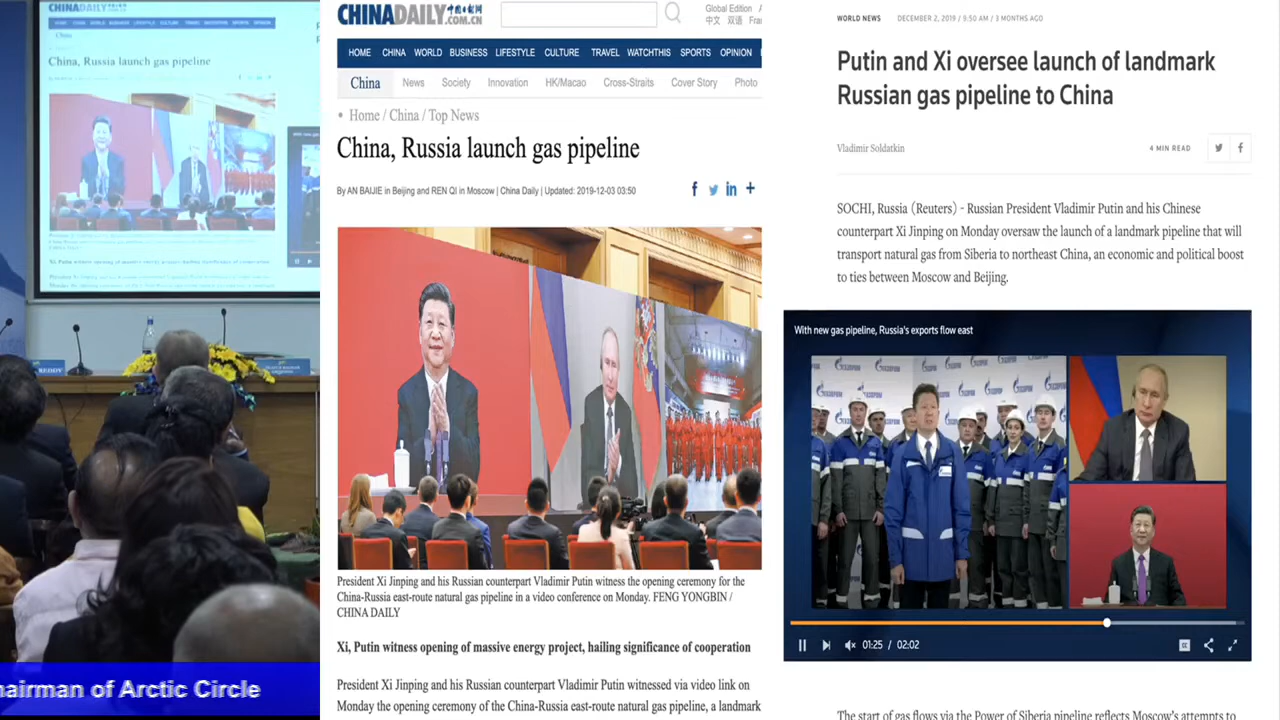 China, Russia launch gas pipeline
hairman of Arctic Circle
CHINADAILY.COM.CN
中国日报网
Global Edition
中文 双语 Fra
HOME CHINA WORLD BUSINESS LIFESTYLE CULTURE TRAVEL WATCHTHIS SPORTS OPINION
China News Society Innovation HK/Macao Cross-Straits Cover Story Photo
Home / China / Top News
China, Russia launch gas pipeline
By AN BAIJIE in Beijing and REN QI in Moscow | China Daily | Updated: 2019-12-03 03:50
President Xi Jinping and his Russian counterpart Vladimir Putin witness the opening ceremony for the
China-Russia east-route natural gas pipeline in a video conference on Monday. FENG YONGBIN /
CHINA DAILY
Xi, Putin witness opening of massive energy project, hailing significance of cooperation
President Xi Jinping and his Russian counterpart Vladimir Putin witnessed via video link on
Monday the opening ceremony of the China-Russia east-route natural gas pipeline, a landmark
WORLD NEWS DECEMBER 2, 2019 / 9:50 AM / 3 MONTHS AGO
Putin and Xi oversee launch of landmark
Russian gas pipeline to China
Vladimir Soldatkin
4 MIN READ
SOCHI, Russia (Reuters) - Russian President Vladimir Putin and his Chinese
counterpart Xi Jinping on Monday oversaw the launch of a landmark pipeline that will
transport natural gas from Siberia to northeast China, an economic and political boost
to ties between Moscow and Beijing.
With new gas pipeline, Russia's exports flow east
GAZPROM
01:25 / 02:02
The start of gas flows via the Power of Siberia pipeline reflects Moscow's attempts to